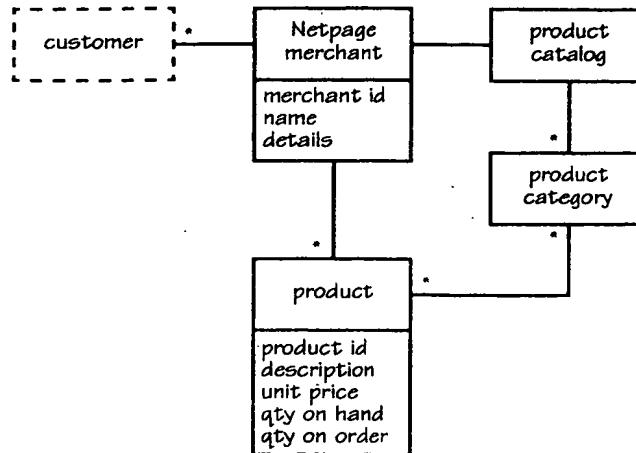 customer
*
Netpage
merchant
merchant id
name
details
product
catalog
*
product
category
*
*
*
product
product id
description
unit price
qty on hand
qty on order